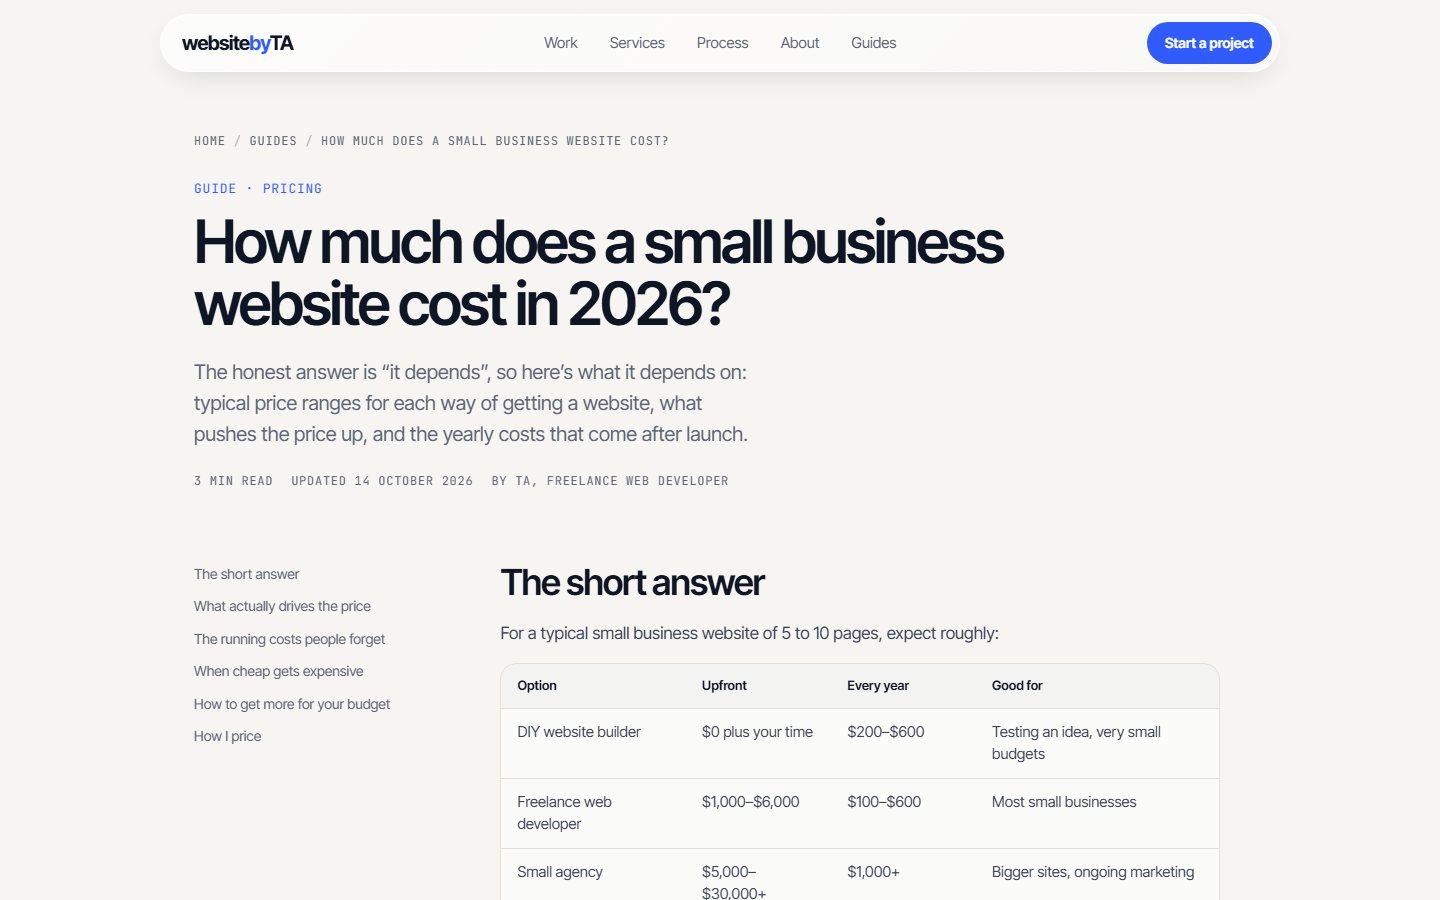 websitebyTA
Work
Services
Process
About
Guides
Start a project
HOME / GUIDES / HOW MUCH DOES A SMALL BUSINESS WEBSITE COST?
GUIDE · PRICING
How much does a small business
website cost in 2026?
The honest answer is “it depends”, so here’s what it depends on:
typical price ranges for each way of getting a website, what
pushes the price up, and the yearly costs that come after launch.
3 MIN READ UPDATED 14 OCTOBER 2026 BY TA, FREELANCE WEB DEVELOPER
The short answer
What actually drives the price
The running costs people forget
When cheap gets expensive
How to get more for your budget
How I price
The short answer
For a typical small business website of 5 to 10 pages, expect roughly:
Option Upfront Every year Good for
DIY website builder $0 plus your time $200–$600 Testing an idea, very small
budgets
Freelance web $1,000–$6,000 $100–$600 Most small businesses
developer
Small agency $5,000– $1,000+ Bigger sites, ongoing marketing
$30,000+